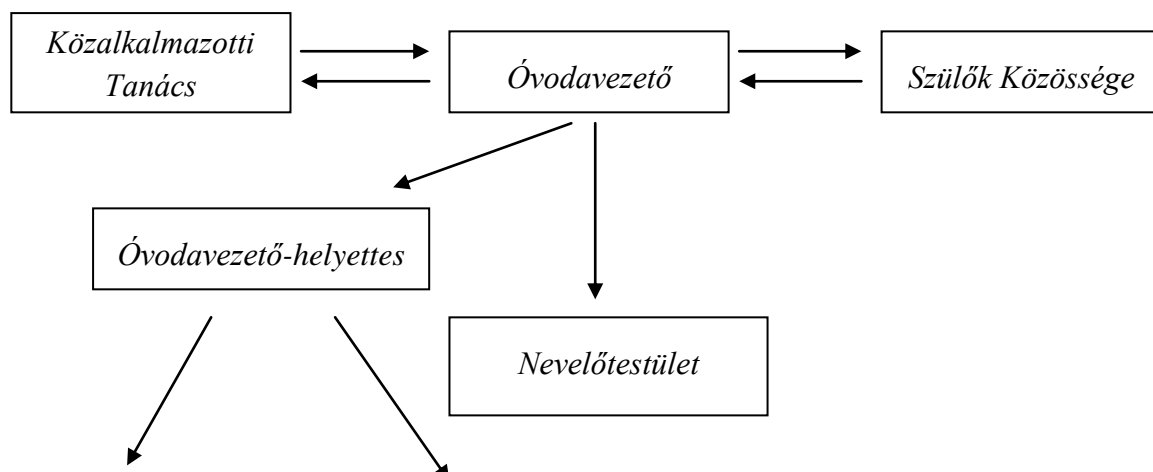 Közalkalmazotti
Tanács
Óvodavezető
Szülők Közössége
Óvodavezető-helyettes
Nevelőtestület